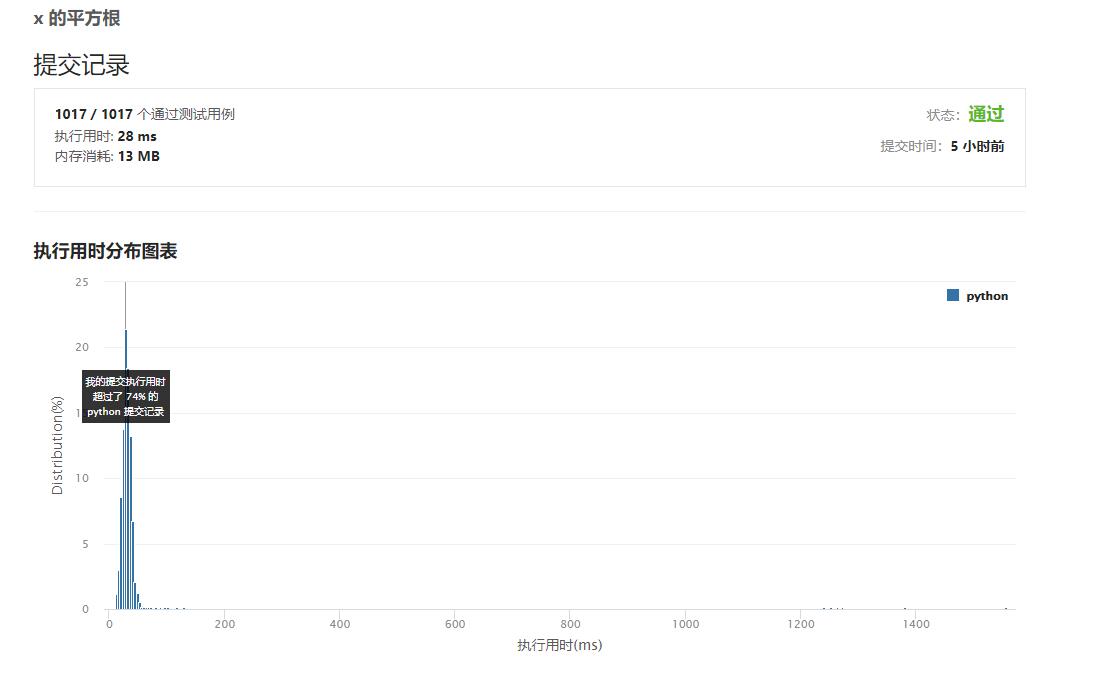 x 的平方根
提交记录
1017 / 1017 个通过测试用例
状态：通过
执行用时: 28 ms
提交时间：5 小时前
内存消耗: 13 MB
执行用时分布图表
25
python
20
我的提交执行用时
超过了 74% 的
python 提交记录
Distribution(%)
10
5
0
0 200 400 600 800 1000 1200 1400
执行用时(ms)